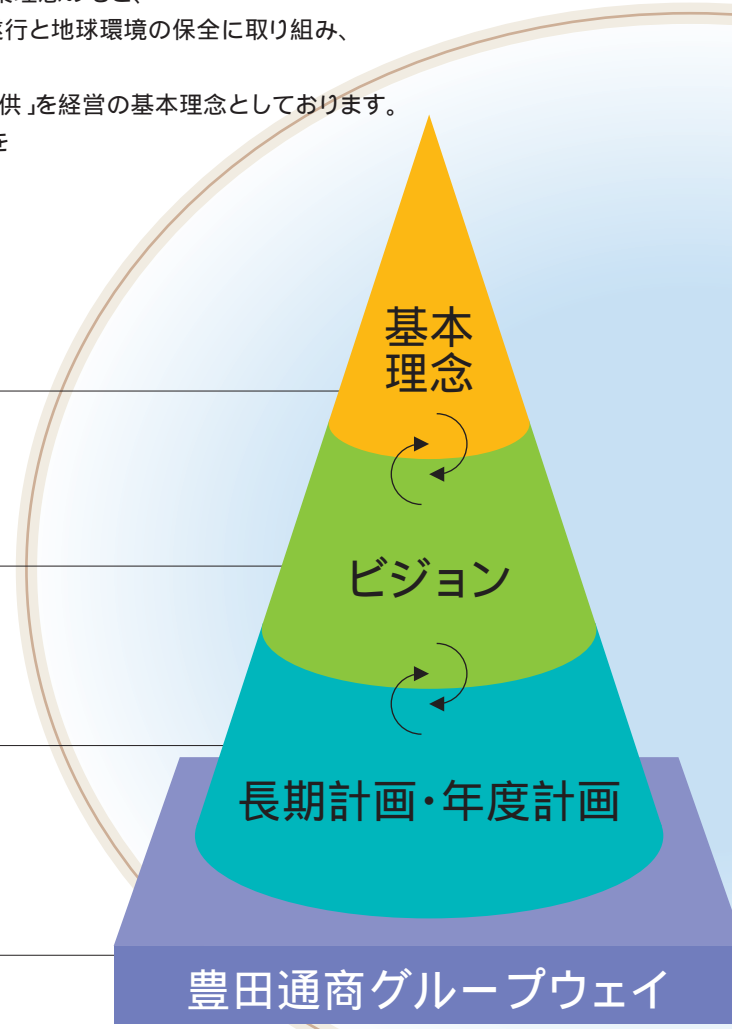 遂行と地球環境の保全に取り組み、
供」を経営の基本理念としております。
を
基本
理念
ビジョン
長期計画・年度計画
豊田通商グループウェイ